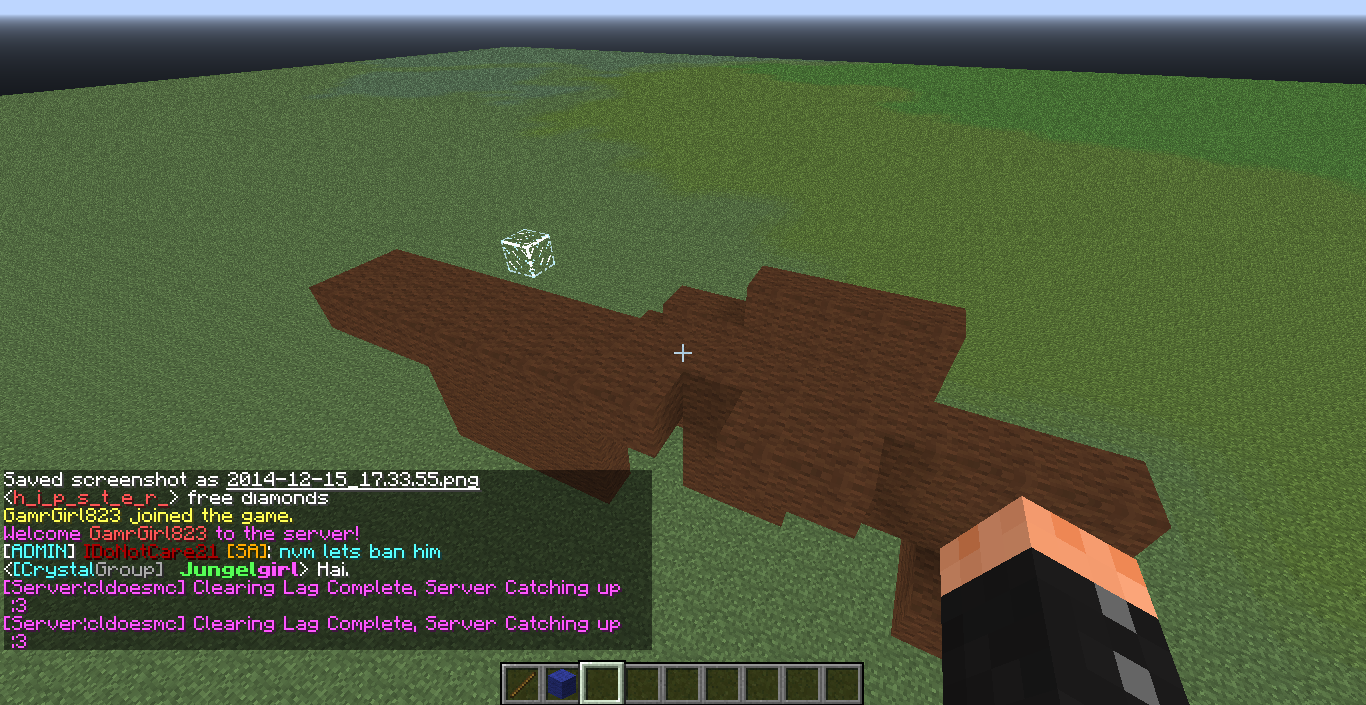 Saved screenshot as 2014-12-15_17.33.55.png
<h_i_p_s_t_e_r_> free diamonds
GamrGirl823 joined the game.
Welcome GamrGirl823 to the server!
[ADMIN] IDoNotCare21 [SA]: nvm lets ban him
<[CrystalGroup] Jungelgirl> Hai.
[Server:cldoesmc] Clearing Lag Complete, Server Catching up
:3
[Server:cldoesmc] Clearing Lag Complete, Server Catching up
:3